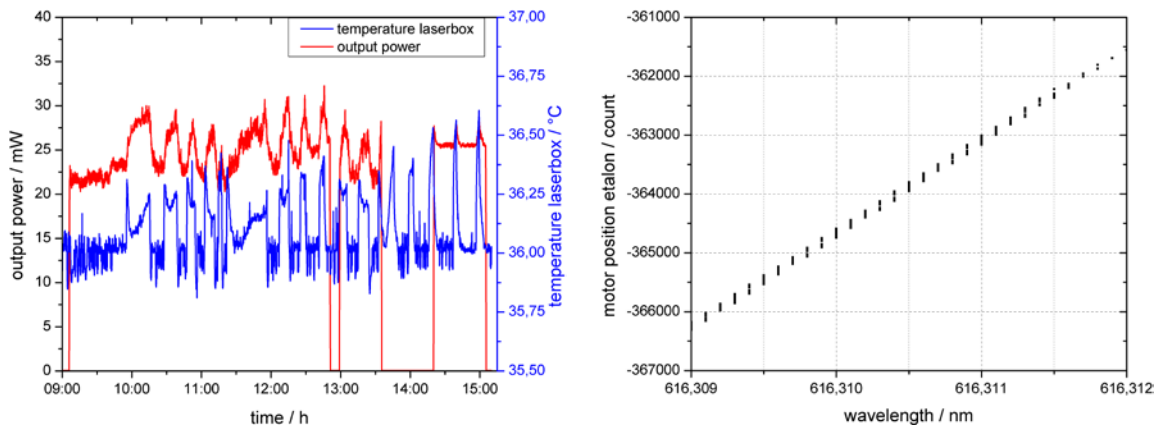 temperature laserbox
output power
40
35
30
25
20
15
10
5
0
output power / mW
37,00
36,75
36,50
36,25
36,00
35,75
35,50
temperature laserbox / °C
09:00 10:00 11:00 12:00 13:00 14:00 15:00
time / h
-361000
-362000
-363000
-364000
-365000
-366000
-367000
motor position etalon / count
616,309 616,310 616,311 616,312
wavelength / nm